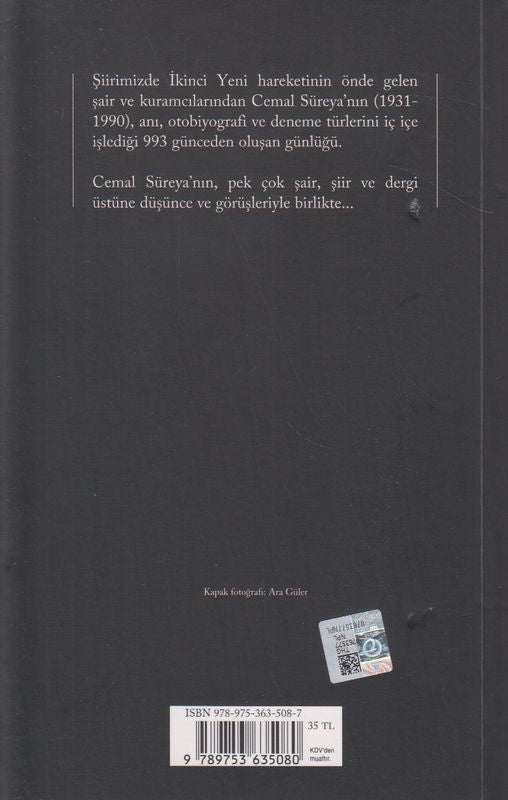 Şiirimizde İkinci Yeni hareketinin önde gelen
şair ve kuramcılarından Cemal Süreya'nın (1931-
1990), anı, otobiyografi ve deneme türlerini iç içe
işlediği 993 günceden oluşan günlüğü.
Cemal Süreya'nın, pek çok şair, şiir ve dergi
üstüne düşünce ve görüşleriyle birlikte...
Kapak fotoğrafı: Ara Güler
THG
NPL
ISBN 978-975-363-508-7
35 TL
KDV'den
muaftır.
9 789753 635080